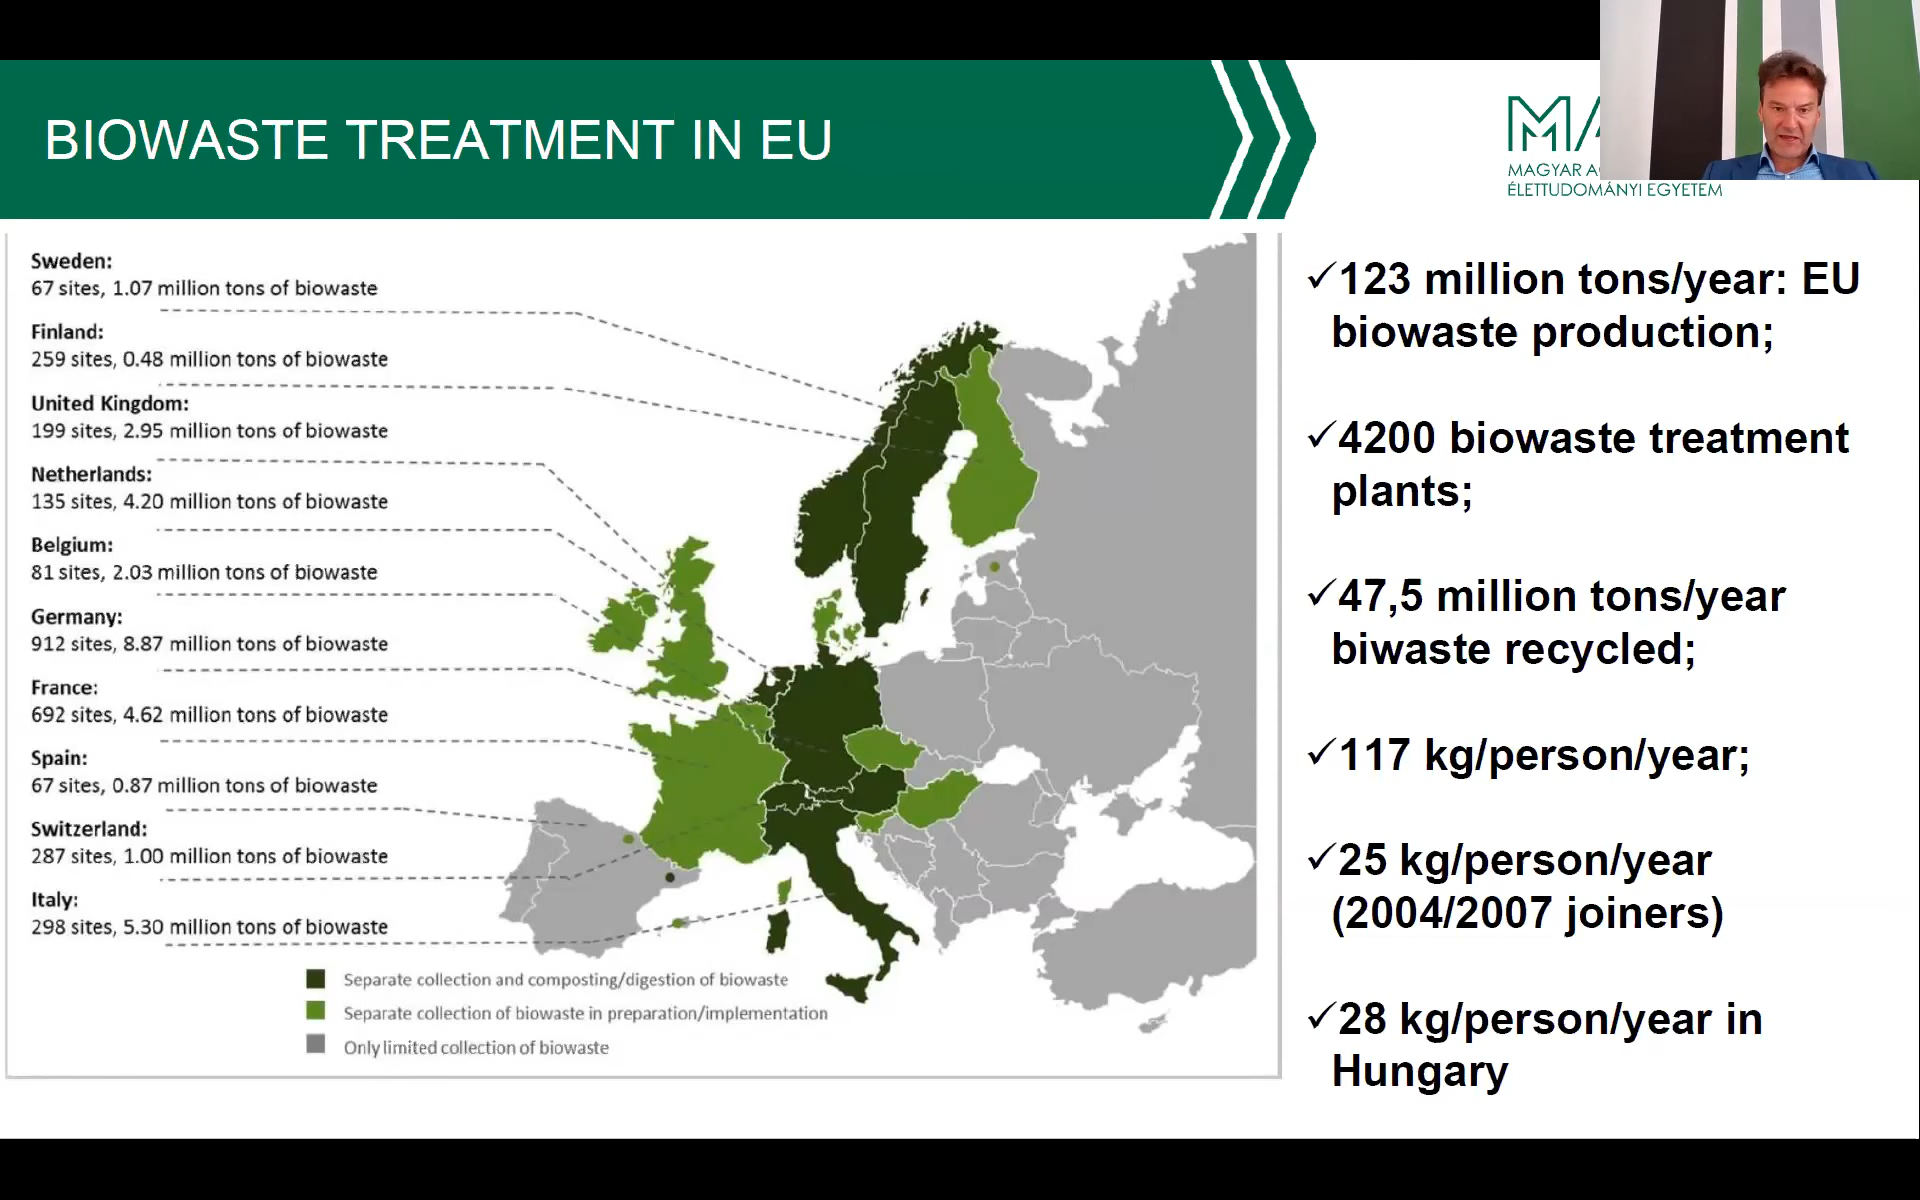 BIOWASTE TREATMENT IN EU
MAGYAR
ÉLETTUDOMÁNYI EGYETEM
Sweden:
67 sites, 1.07 million tons of biowaste
Finland:
259 sites, 0.48 million tons of biowaste
United Kingdom:
199 sites, 2.95 million tons of biowaste
Netherlands:
135 sites, 4.20 million tons of biowaste
Belgium:
81 sites, 2.03 million tons of biowaste
Germany:
912 sites, 8.87 million tons of biowaste
France:
692 sites, 4.62 million tons of biowaste
Spain:
67 sites, 0.87 million tons of biowaste
Switzerland:
287 sites, 1.00 million tons of biowaste
Italy:
298 sites, 5.30 million tons of biowaste
Separate collection and composting/digestion of biowaste
Separate collection of biowaste in preparation/implementation
Only limited collection of biowaste
✓123 million tons/year: EU
biowaste production;
✓4200 biowaste treatment
plants;
✓47,5 million tons/year
biwaste recycled;
✓117 kg/person/year;
✓25 kg/person/year
(2004/2007 joiners)
✓28 kg/person/year in
Hungary